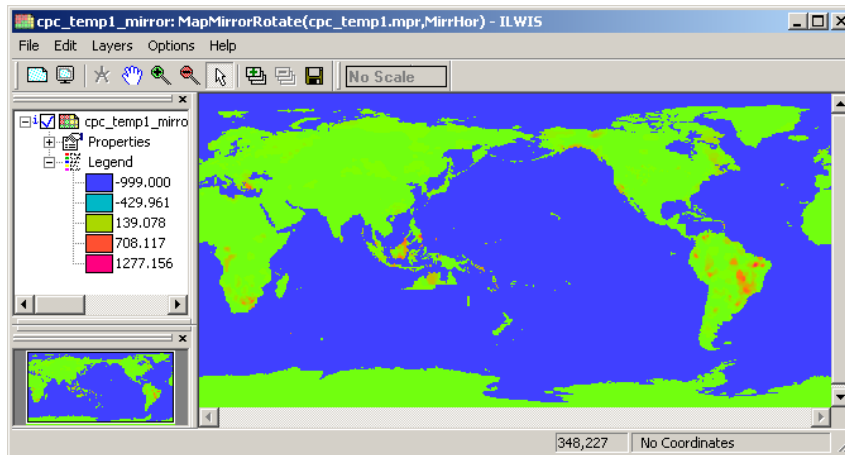 cpc_temp1_mirror: MapMirrorRotate(cpc_temp1.mpr,MirrHor) - ILWIS
File Edit Layers Options Help
No Scale
cpc_temp1_mirro
Properties
Legend
-999.000
-429.961
139.078
708.117
1277.156
348,227 No Coordinates